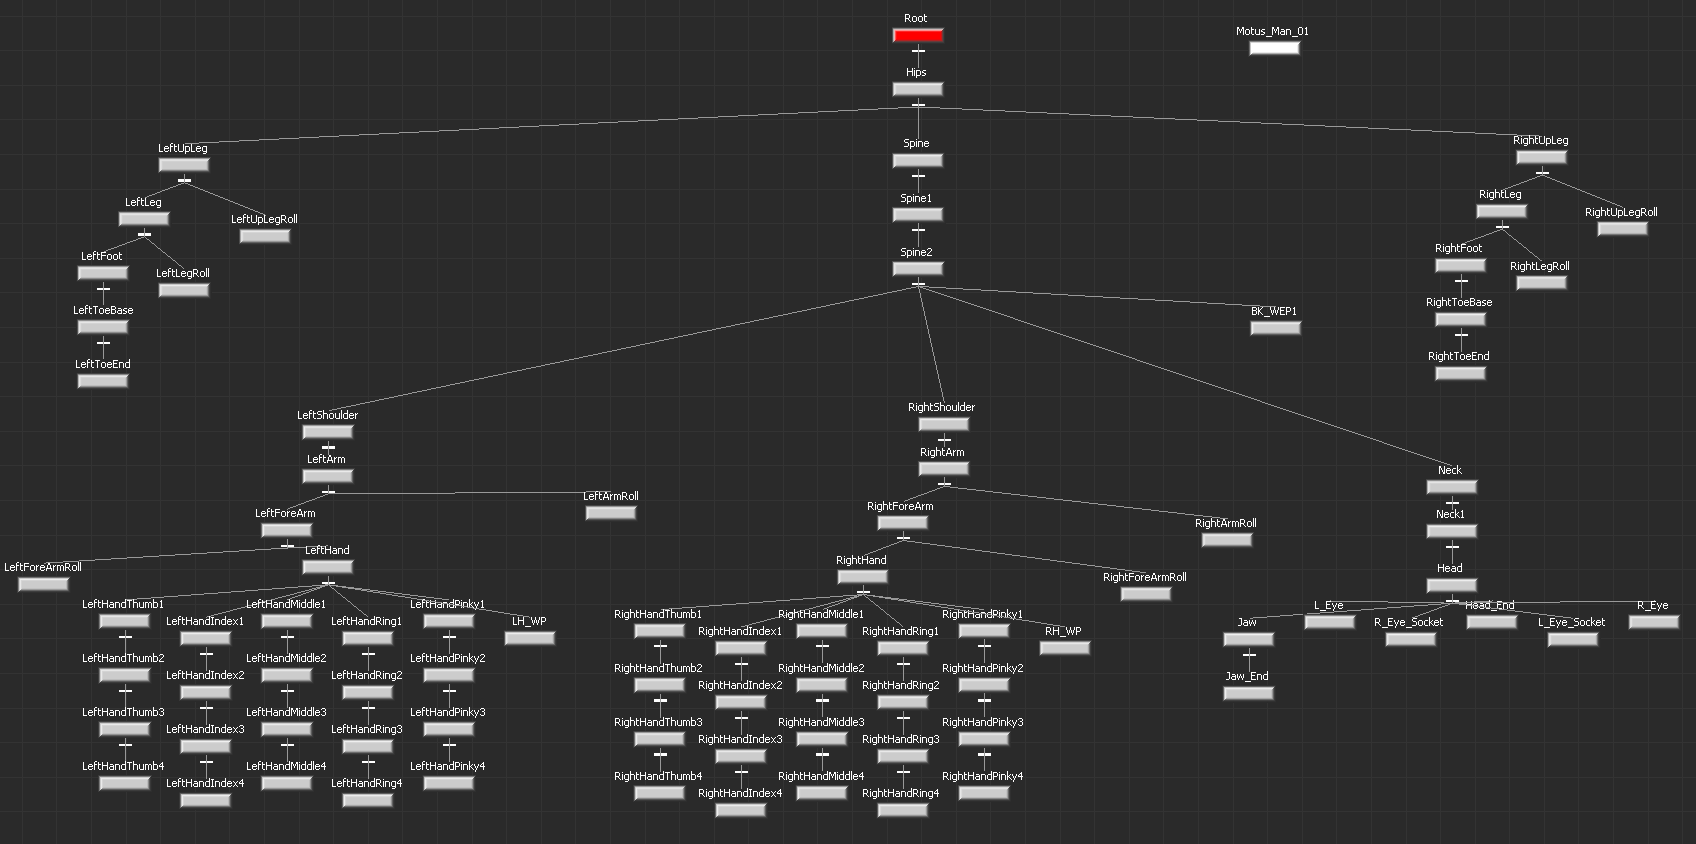 Root
Motus_Man_01
Hips
LeftUpLeg
Spine
RightUpLeg
LeftLeg
LeftUpLegRoll
Spine1
RightLeg
RightUpLegRoll
LeftFoot
LeftLegRoll
Spine2
RightFoot
RightLegRoll
LeftToeBase
BK_WEP1
RightToeBase
LeftToeEnd
RightToeEnd
LeftShoulder
RightShoulder
LeftArm
RightArm
Neck
LeftArmRoll
LeftForeArm
RightForeArm
RightArmRoll
Neck1
LeftForeArmRoll
LeftHand
RightHand
RightForeArmRoll
Head
LeftHandThumb1
LeftHandIndex1
LeftHandMiddle1
LeftHandRing1
LeftHandPinky1
LH_WP
RightHandThumb1
RightHandIndex1
RightHandMiddle1
RightHandRing1
RightHandPinky1
RH_WP
Jaw
L_Eye
R_Eye_Socket
Head_End
L_Eye_Socket
R_Eye
LeftHandThumb2
LeftHandIndex2
LeftHandMiddle2
LeftHandRing2
LeftHandPinky2
RightHandThumb2
RightHandIndex2
RightHandMiddle2
RightHandRing2
RightHandPinky2
Jaw_End
LeftHandThumb3
LeftHandIndex3
LeftHandMiddle3
LeftHandRing3
LeftHandPinky3
RightHandThumb3
RightHandIndex3
RightHandMiddle3
RightHandRing3
RightHandPinky3
LeftHandThumb4
LeftHandIndex4
LeftHandMiddle4
LeftHandRing4
LeftHandPinky4
RightHandThumb4
RightHandIndex4
RightHandMiddle4
RightHandRing4
RightHandPinky4